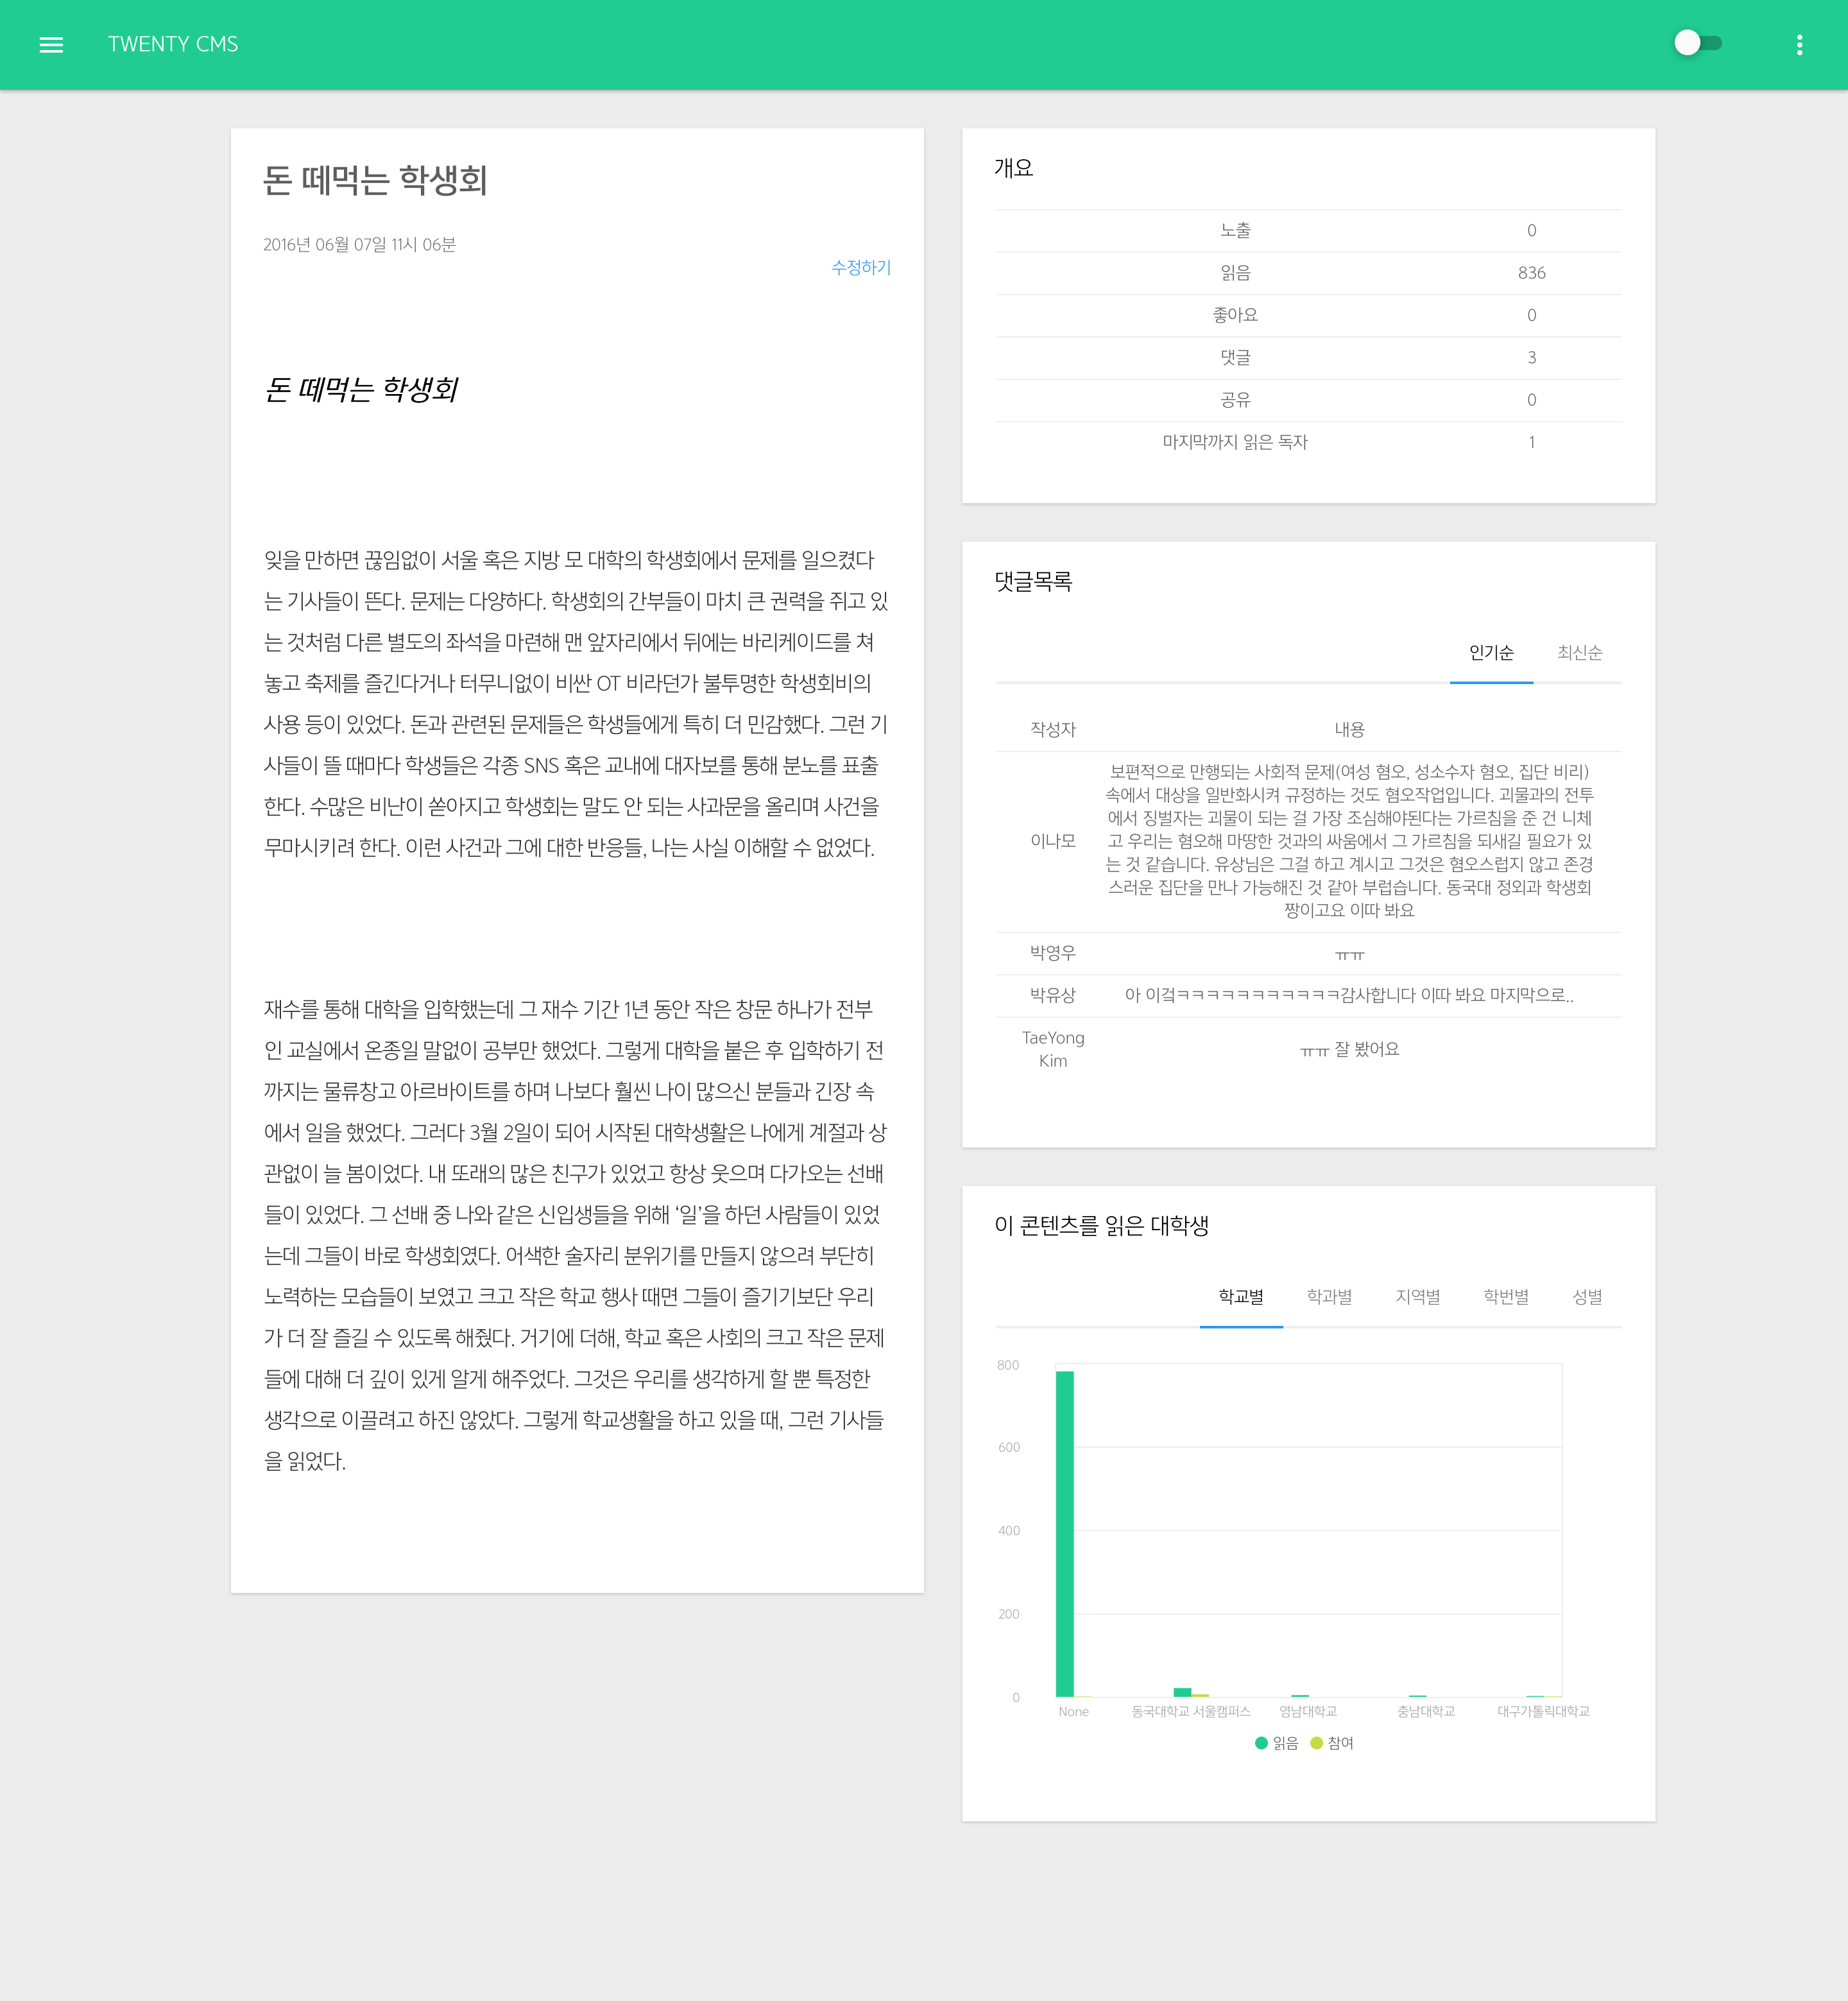 TWENTY CMS
돈 떼먹는 학생회
2016년 06월 07일 11시 06분
수정하기
돈 떼먹는 학생회
잊을 만하면 끊임없이 서울 혹은 지방 모 대학의 학생회에서 문제를 일으켰다
는 기사들이 뜬다. 문제는 다양하다. 학생회의 간부들이 마치 큰 권력을 쥐고 있
는 것처럼 다른 별도의 좌석을 마련해 맨 앞자리에서 뒤에는 바리케이드를 쳐
놓고 축제를 즐긴다거나 터무니없이 비싼 OT 비라던가 불투명한 학생회비의
사용 등이 있었다. 돈과 관련된 문제들은 학생들에게 특히 더 민감했다. 그런 기
사들이 뜰 때마다 학생들은 각종 SNS 혹은 교내에 대자보를 통해 분노를 표출
한다. 수많은 비난이 쏟아지고 학생회는 말도 안 되는 사과문을 올리며 사건을
무마시키려 한다. 이런 사건과 그에 대한 반응들, 나는 사실 이해할 수 없었다.
재수를 통해 대학을 입학했는데 그 재수 기간 1년 동안 작은 창문 하나가 전부
인 교실에서 온종일 말없이 공부만 했었다. 그렇게 대학을 붙은 후 입학하기 전
까지는 물류창고 아르바이트를 하며 나보다 훨씬 나이 많으신 분들과 긴장 속
에서 일을 했었다. 그러다 3월 2일이 되어 시작된 대학생활은 나에게 계절과 상
관없이 늘 봄이었다. 내 또래의 많은 친구가 있었고 항상 웃으며 다가오는 선배
들이 있었다. 그 선배 중 나와 같은 신입생들을 위해 ‘일’을 하던 사람들이 있었
는데 그들이 바로 학생회였다. 어색한 술자리 분위기를 만들지 않으려 부단히
노력하는 모습들이 보였고 크고 작은 학교 행사 때면 그들이 즐기기보단 우리
가 더 잘 즐길 수 있도록 해줬다. 거기에 더해, 학교 혹은 사회의 크고 작은 문제
들에 대해 더 깊이 있게 알게 해주었다. 그것은 우리를 생각하게 할 뿐 특정한
생각으로 이끌려고 하진 않았다. 그렇게 학교생활을 하고 있을 때, 그런 기사들
을 읽었다.
개요
노출 0
읽음 836
좋아요 0
댓글 3
공유 0
마지막까지 읽은 독자 1
댓글목록
인기순 최신순
작성자 내용
이나모
보편적으로 만행되는 사회적 문제(여성 혐오, 성소수자 혐오, 집단 비리)
속에서 대상을 일반화시켜 규정하는 것도 혐오작업입니다. 괴물과의 전투
에서 징벌자는 괴물이 되는 걸 가장 조심해야된다는 가르침을 준 건 니체
고 우리는 혐오해 마땅한 것과의 싸움에서 그 가르침을 되새길 필요가 있
는 것 같습니다. 유상님은 그걸 하고 계시고 그것은 혐오스럽지 않고 존경
스러운 집단을 만나 가능해진 것 같아 부럽습니다. 동국대 정외과 학생회
짱이고요 이따 봐요
박영우 ㅠㅠ
박유상 아 이겈ㅋㅋㅋㅋㅋㅋㅋㅋㅋㅋㅋ감사합니다 이따 봐요 마지막으로..
TaeYong
Kim
ㅠㅠ 잘 봤어요
이 콘텐츠를 읽은 대학생
학교별 학과별 지역별 학번별 성별
800
600
400
200
0
None 동국대학교 서울캠퍼스 영남대학교 충남대학교 대구가톨릭대학교
읽음 참여